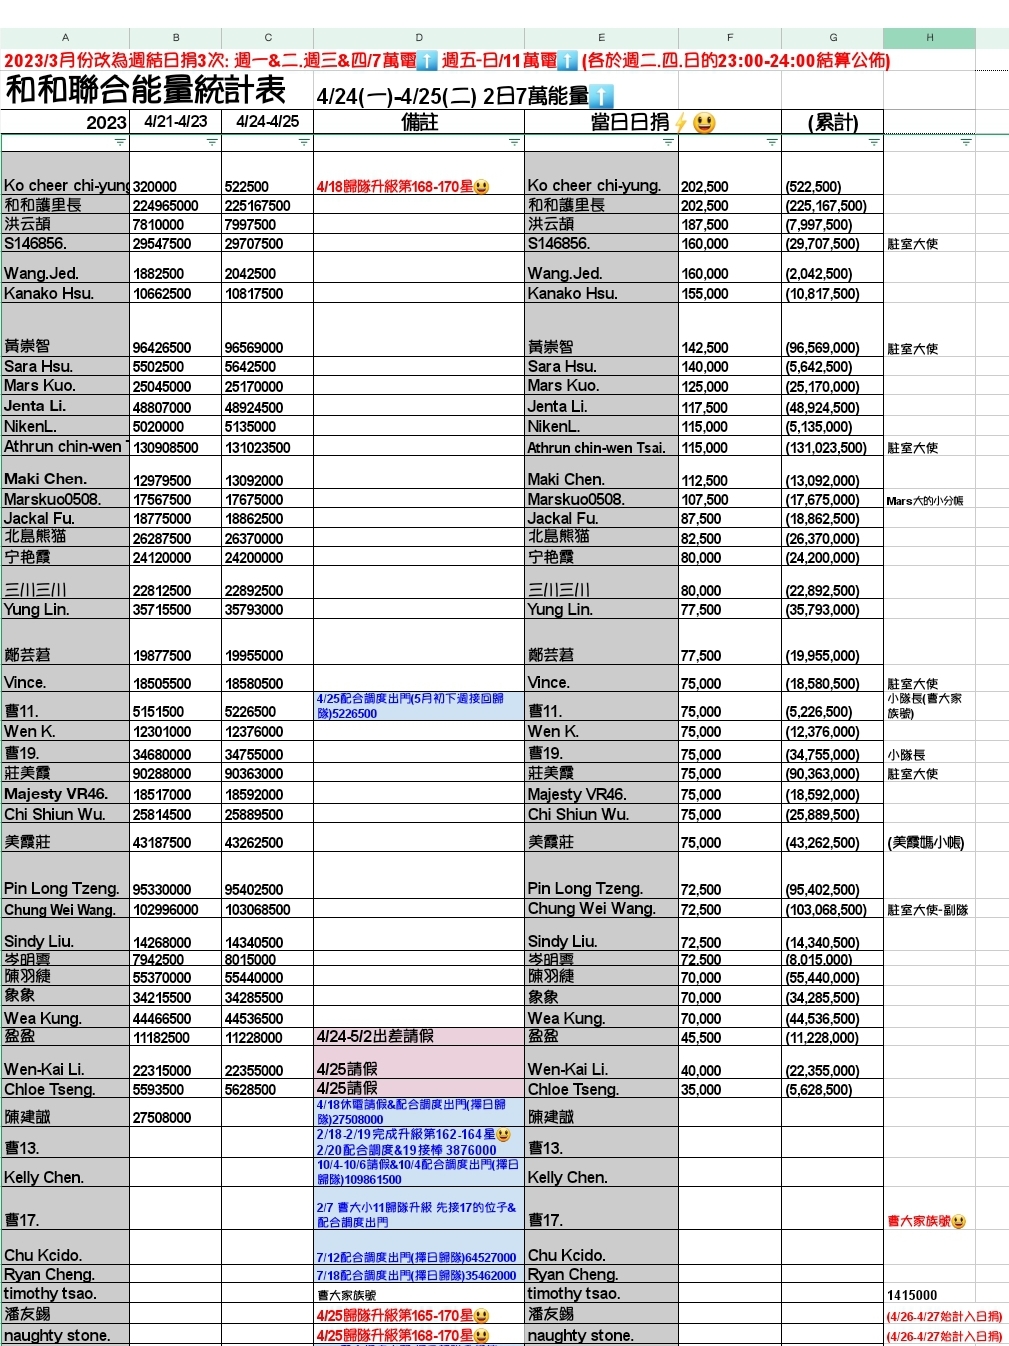 A B C D E F G H
2023/3月份改為週結日捐3次: 週一&二.週三&四/7萬電⬆️ 週五-日/11萬電⬆️ (各於週二.四.日的23:00-24:00結算公佈)
和和聯合能量統計表 4/24(一)-4/25(二) 2日7萬能量⬆️
2023 4/21-4/23 4/24-4/25 備註 當日日捐⚡😃 (累計)
Ko cheer chi-yung 320000 522500 4/18歸隊升級第168-170星😃 Ko cheer chi-yung. 202,500 (522,500)
和和護里長 224965000 225167500 和和護里長 202,500 (225,167,500)
洪云頡 7810000 7997500 洪云頡 187,500 (7,997,500)
S146856. 29547500 29707500 S146856. 160,000 (29,707,500) 駐室大使
Wang.Jed. 1882500 2042500 Wang.Jed. 160,000 (2,042,500)
Kanako Hsu. 10662500 10817500 Kanako Hsu. 155,000 (10,817,500)
黃崇智 96426500 96569000 黃崇智 142,500 (96,569,000) 駐室大使
Sara Hsu. 5502500 5642500 Sara Hsu. 140,000 (5,642,500)
Mars Kuo. 25045000 25170000 Mars Kuo. 125,000 (25,170,000)
Jenta Li. 48807000 48924500 Jenta Li. 117,500 (48,924,500)
NikenL. 5020000 5135000 NikenL. 115,000 (5,135,000)
Athrun chin-wen 130908500 131023500 Athrun chin-wen Tsai. 115,000 (131,023,500) 駐室大使
Maki Chen. 12979500 13092000 Maki Chen. 112,500 (13,092,000)
Marskuo0508. 17567500 17675000 Marskuo0508. 107,500 (17,675,000) Mars大的小分帳
Jackal Fu. 18775000 18862500 Jackal Fu. 87,500 (18,862,500)
北島熊猫 26287500 26370000 北島熊猫 82,500 (26,370,000)
宁艳霞 24120000 24200000 宁艳霞 80,000 (24,200,000)
三川三川 22812500 22892500 三川三川 80,000 (22,892,500)
Yung Lin. 35715500 35793000 Yung Lin. 77,500 (35,793,000)
鄭芸莙 19877500 19955000 鄭芸莙 77,500 (19,955,000)
Vince. 18505500 18580500 Vince. 75,000 (18,580,500) 駐室大使
4/25配合調度出門(5月初下週接回歸 小隊長(曹大家
曹11. 5151500 5226500 隊)5226500 曹11. 75,000 (5,226,500) 族號)
Wen K. 12301000 12376000 Wen K. 75,000 (12,376,000)
曹19. 34680000 34755000 曹19. 75,000 (34,755,000) 小隊長
莊美霞 90288000 90363000 莊美霞 75,000 (90,363,000) 駐室大使
Majesty VR46. 18517000 18592000 Majesty VR46. 75,000 (18,592,000)
Chi Shiun Wu. 25814500 25889500 Chi Shiun Wu. 75,000 (25,889,500)
美霞莊 43187500 43262500 美霞莊 75,000 (43,262,500) (美霞媽小帳)
Pin Long Tzeng. 95330000 95402500 Pin Long Tzeng. 72,500 (95,402,500)
Chung Wei Wang. 102996000 103068500 Chung Wei Wang. 72,500 (103,068,500) 駐室大使-副隊
Sindy Liu. 14268000 14340500 Sindy Liu. 72,500 (14,340,500)
岑明雲 7942500 8015000 岑明雲 72,500 (8,015,000)
陳羽緁 55370000 55440000 陳羽緁 70,000 (55,440,000)
象象 34215500 34285500 象象 70,000 (34,285,500)
Wea Kung. 44466500 44536500 Wea Kung. 70,000 (44,536,500)
盈盈 11182500 11228000 4/24-5/2出差請假 盈盈 45,500 (11,228,000)
Wen-Kai Li. 22315000 22355000 4/25請假 Wen-Kai Li. 40,000 (22,355,000)
Chloe Tseng. 5593500 5628500 4/25請假 Chloe Tseng. 35,000 (5,628,500)
4/18休電請假&配合調度出門(擇日歸
陳建誠 27508000 隊)27508000 陳建誠
2/18-2/19完成升級第162-164星😃
曹13. 2/20配合調度&19接棒 3876000 曹13.
10/4-10/6請假&10/4配合調度出門(擇日
Kelly Chen. 歸隊)109861500 Kelly Chen.
2/7 曹大小11歸隊升級 先接17的位子&
曹17. 配合調度出門 曹17. 曹大家族號😃
Chu Kcido. 7/12配合調度出門(擇日歸隊)64527000 Chu Kcido.
Ryan Cheng. 7/18配合調度出門(擇日歸隊)35462000 Ryan Cheng.
timothy tsao. 曹大家族號 timothy tsao. 1415000
潘友錫 4/25歸隊升級第165-170星😃 潘友錫 (4/26-4/27始計入日捐)
naughty stone. 4/25歸隊升級第168-170星😃 naughty stone. (4/26-4/27始計入日捐)